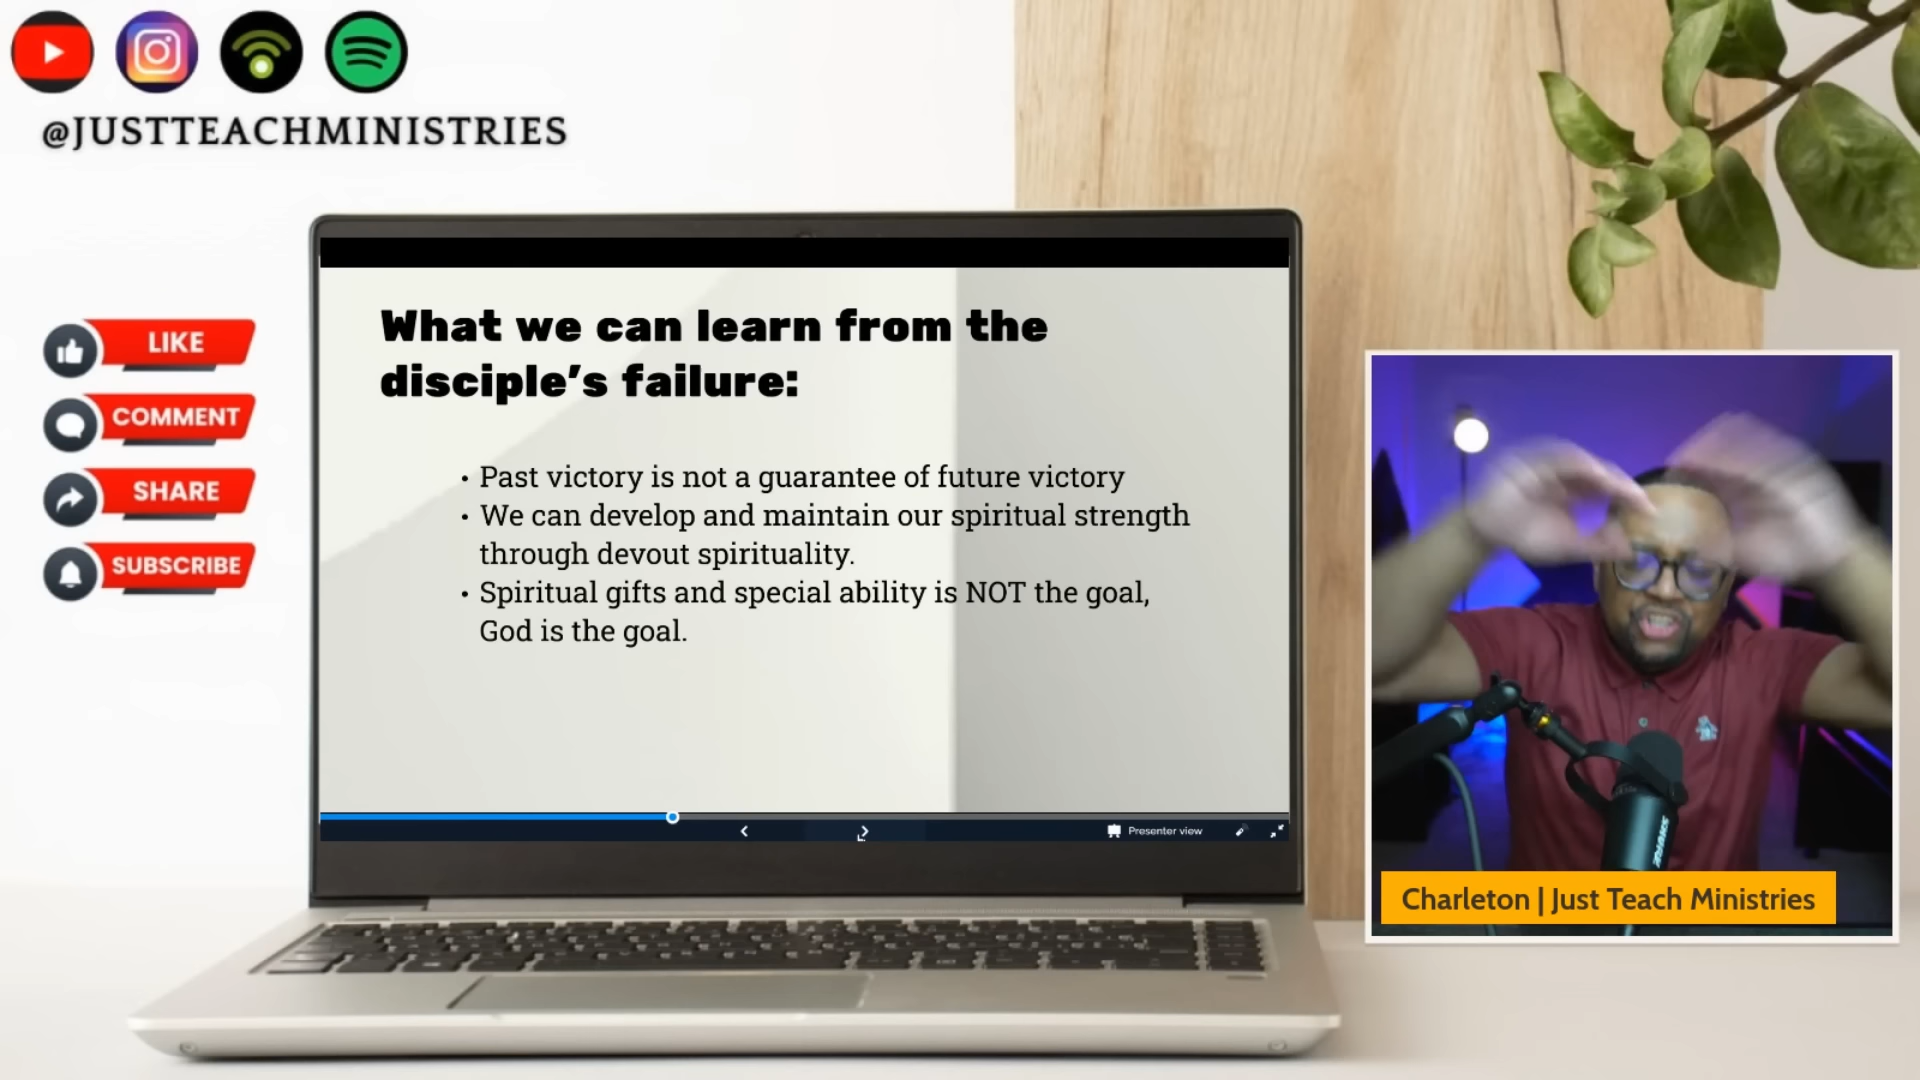 @JUSTTEACHMINISTRIES
LIKE
COMMENT
SHARE
SUBSCRIBE
What we can learn from the
disciple's failure:
• Past victory is not a guarantee of future victory
• We can develop and maintain our spiritual strength
through devout spirituality.
• Spiritual gifts and special ability is NOT the goal,
God is the goal.
Presenter view
SHURE
Charleton | Just Teach Ministries